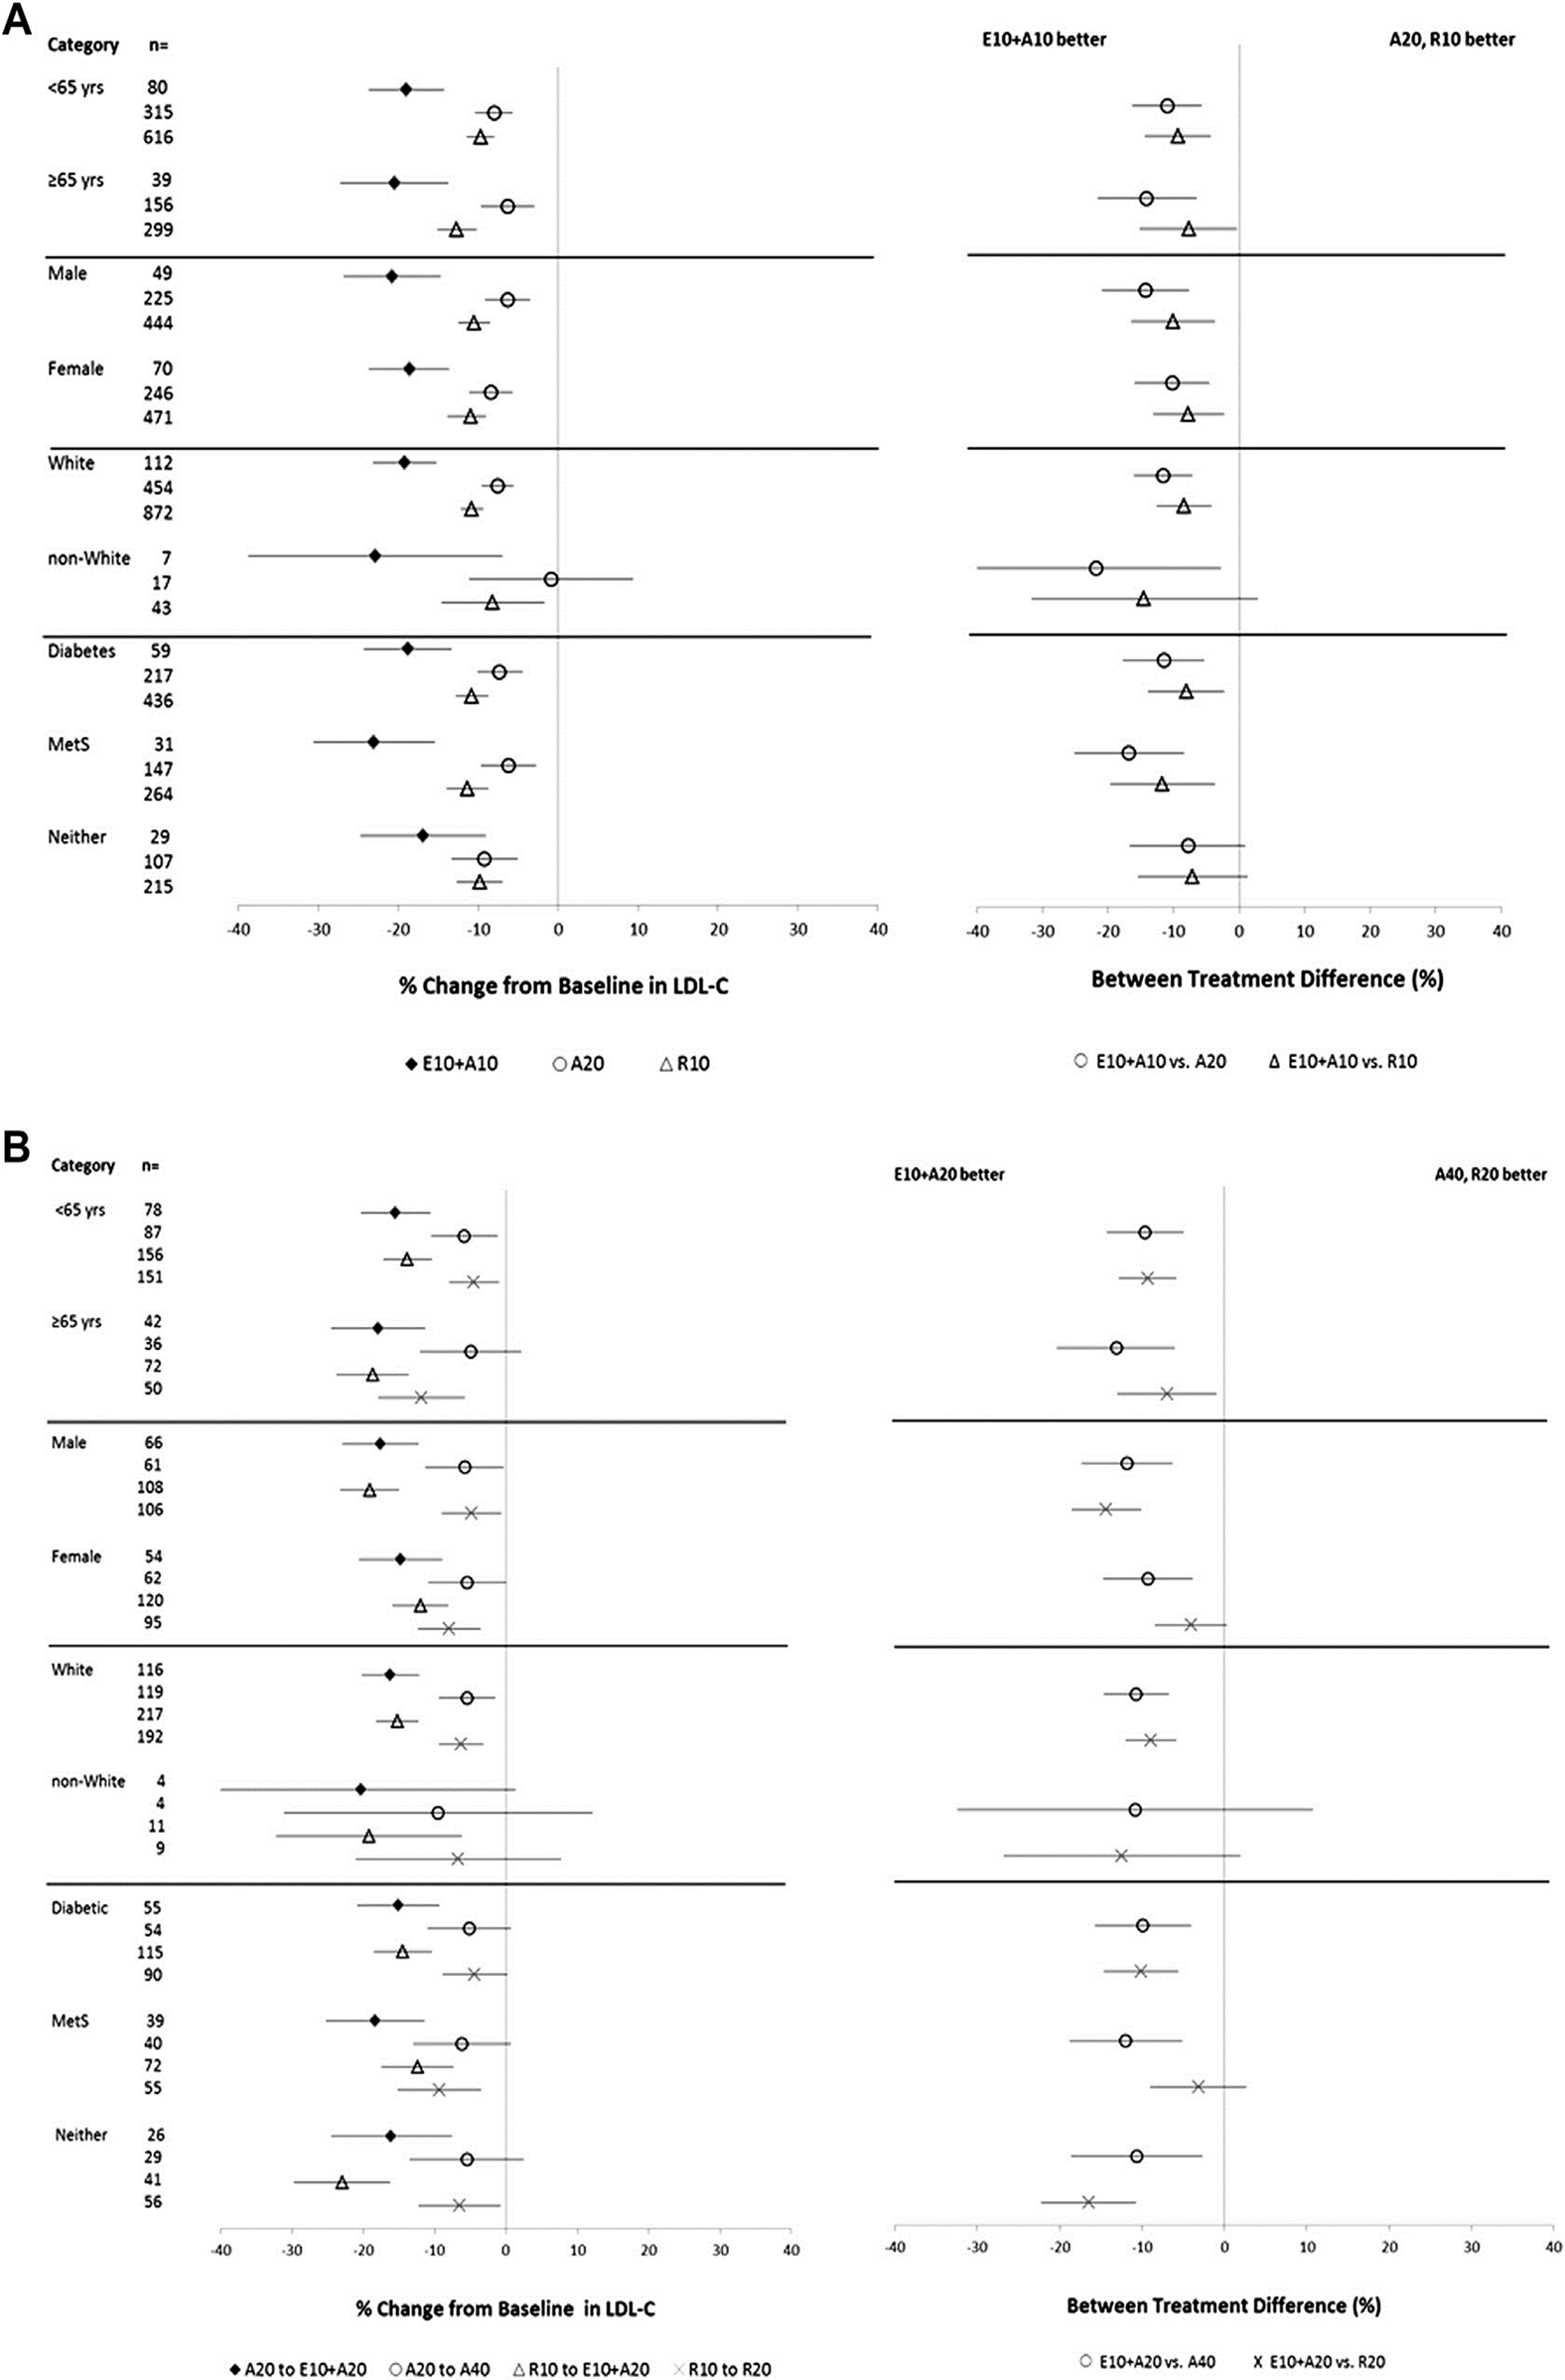 A
Category n=
E10+A10 better A20, R10 better
<65 yrs 80
315
616
≥65 yrs 39
156
299
Male 49
225
444
Female 70
246
471
White 112
454
872
non-White 7
17
43
Diabetes 59
217
436
MetS 31
147
264
Neither 29
107
215
-40 -30 -20 -10 0 10 20 30 40
-40 -30 -20 -10 0 10 20 30 40
% Change from Baseline in LDL-C
Between Treatment Difference (%)
E10+A10 A20 R10
E10+A10 vs. A20 E10+A10 vs. R10
B
Category n=
E10+A20 better A40, R20 better
<65 yrs 78
87
156
151
≥65 yrs 42
36
72
50
Male 66
61
108
106
Female 54
62
120
95
White 116
119
217
192
non-White 4
4
11
9
Diabetic 55
54
115
90
MetS 39
40
72
55
Neither 26
29
41
56
-40 -30 -20 -10 0 10 20 30 40
-40 -30 -20 -10 0 10 20 30 40
% Change from Baseline in LDL-C
Between Treatment Difference (%)
A20 to E10+A20 A20 to A40 R10 to E10+A20 R10 to R20
E10+A20 vs. A40 X E10+A20 vs. R20